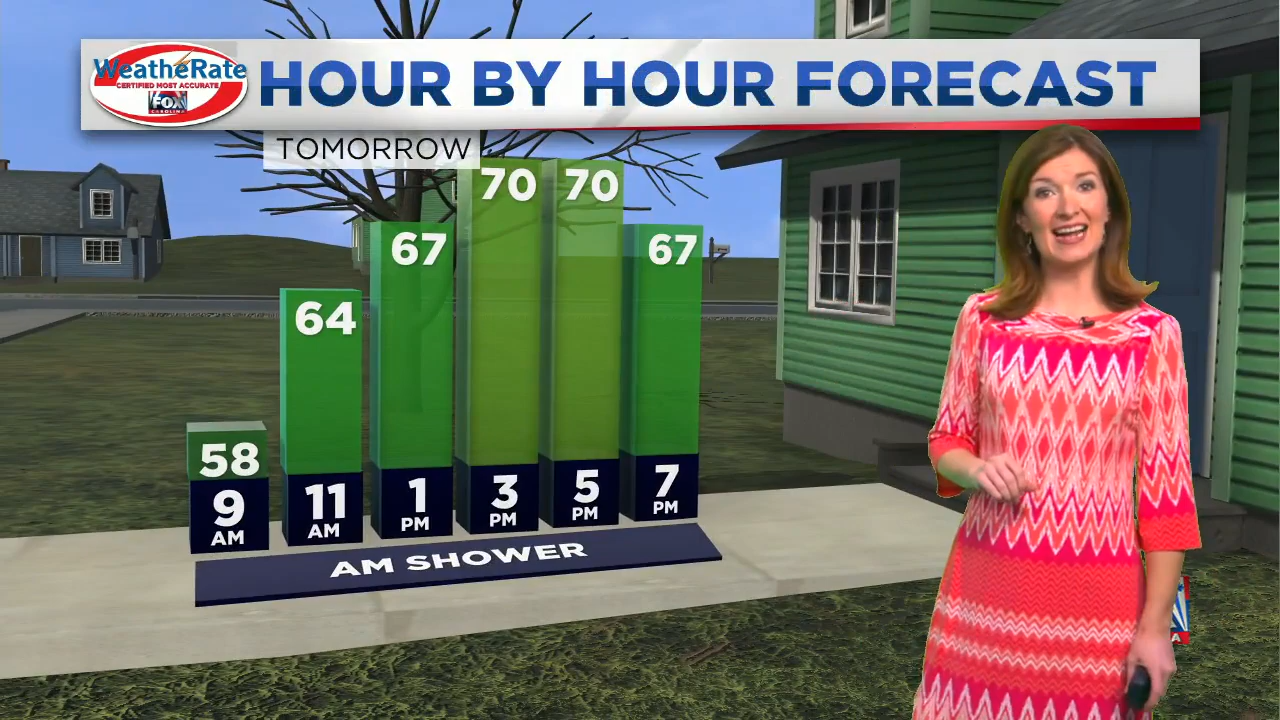 WeatheRate
CERTIFIED MOST ACCURATE
FOX
CAROLINA
HOUR BY HOUR FORECAST
TOMORROW
58
64
67
70
70
67
9 AM
11 AM
1 PM
3 PM
5 PM
7 PM
AM SHOWER